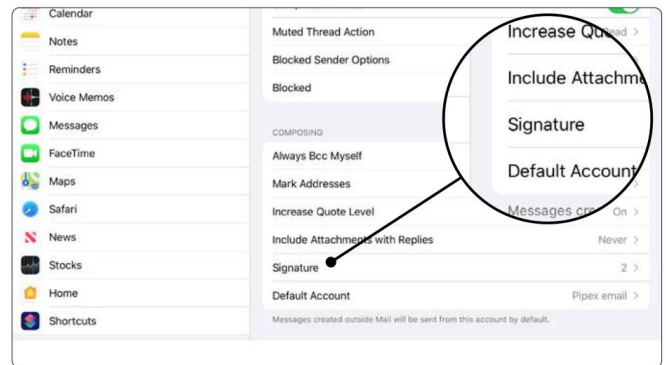 Calendar
Notes
Reminders
Voice Memos
Messages
FaceTime
Maps
Safari
News
Stocks
Home
Shortcuts
Muted Thread Action
Blocked Sender Options
Blocked
COMPOSING
Always Bcc Myself
Mark Addresses
Increase Quote Level On >
Include Attachments with Replies Never >
Signature 2 >
Default Account Pipex email >
Messages created outside Mail will be sent from this account by default.
Increase
Include
Signature
Default Account
Messages